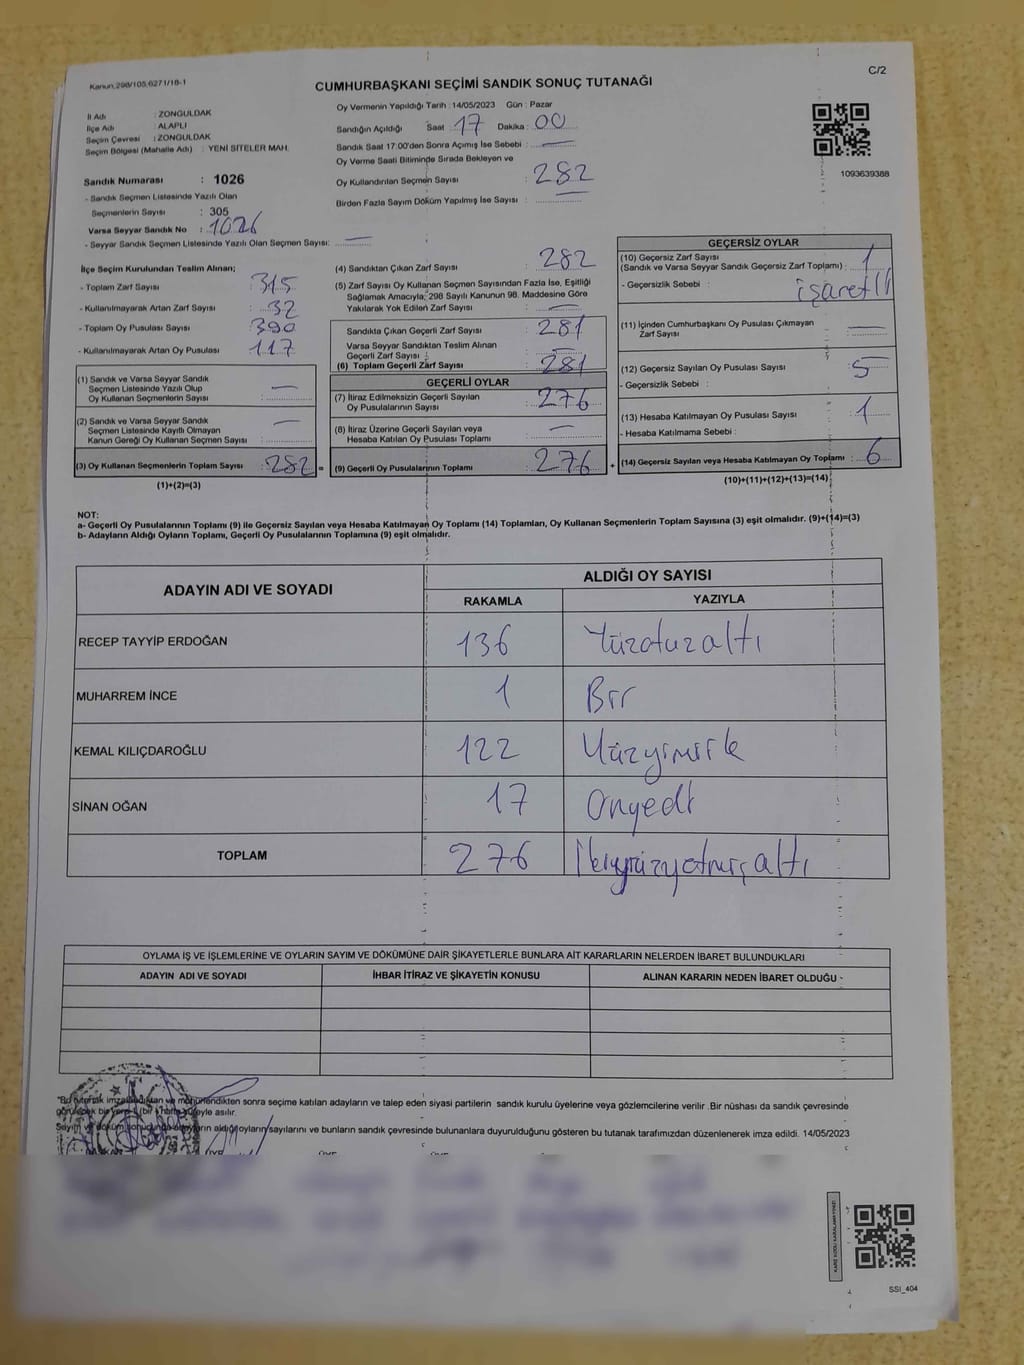 Kanun 298/105,6271/18-1
C/2
CUMHURBAŞKANI SEÇİMİ SANDIK SONUÇ TUTANAĞI
İl Adı : ZONGULDAK
İlçe Adı : ALAPLI
Seçim Çevresi : ZONGULDAK
Seçim Bölgesi (Mahalle Adı) : YENİ SİTELER MAH.
Sandık Numarası : 1026
- Sandık Seçmen Listesinde Yazılı Olan
Seçmenlerin Sayısı : 305
Varsa Seyyar Sandık No : 1026
- Seyyar Sandık Seçmen Listesinde Yazılı Olan Seçmen Sayısı: —
Oy Vermenin Yapıldığı Tarih : 14/05/2023 Gün : Pazar
Sandığın Açıldığı Saat : 17 Dakika : 00
Sandık Saat 17:00'den Sonra Açımış İse Sebebi : —
Oy Verme Saati Bitiminde Sırada Bekleyen ve
Oy Kullandırılan Seçmen Sayısı : 282
Birden Fazla Sayım Döküm Yapılmış İse Sayısı :
1093639388
İlçe Seçim Kurulundan Teslim Alınan;
- Toplam Zarf Sayısı : 315
- Kullanılmayarak Artan Zarf Sayısı : 32
- Toplam Oy Pusulası Sayısı : 390
- Kullanılmayarak Artan Oy Pusulası : 117
(1) Sandık ve Varsa Seyyar Sandık
Seçmen Listesinde Yazılı Olup
Oy Kullanan Seçmenlerin Sayısı : —
(2) Sandık ve Varsa Seyyar Sandık
Seçmen Listesinde Kayıtlı Olmayan
Kanun Gereği Oy Kullanan Seçmen Sayısı : —
(3) Oy Kullanan Seçmenlerin Toplam Sayısı : 282 =
(1)+(2)=(3)
(4) Sandıktan Çıkan Zarf Sayısı : 282
(5) Zarf Sayısı Oy Kullanan Seçmen Sayısından Fazla İse, Eşitliği
Sağlamak Amacıyla; 298 Sayılı Kanunun 98. Maddesine Göre
Yakılarak Yok Edilen Zarf Sayısı : —
Sandıkta Çıkan Geçerli Zarf Sayısı : 281
Varsa Seyyar Sandıktan Teslim Alınan
Geçerli Zarf Sayısı : —
(6) Toplam Geçerli Zarf Sayısı : 281
GEÇERLİ OYLAR
(7) İtiraz Edilmeksizin Geçerli Sayılan
Oy Pusulalarının Sayısı : 276
(8) İtiraz Üzerine Geçerli Sayılan veya
Hesaba Katılan Oy Pusulası Toplamı : —
(9) Geçerli Oy Pusulalarının Toplamı : 276 +
GEÇERSİZ OYLAR
(10) Geçersiz Zarf Sayısı
(Sandık ve Varsa Seyyar Sandık Geçersiz Zarf Toplamı) : 1
- Geçersizlik Sebebi : işaretli
(11) İçinden Cumhurbaşkanı Oy Pusulası Çıkmayan
Zarf Sayısı : —
(12) Geçersiz Sayılan Oy Pusulası Sayısı : 5
- Geçersizlik Sebebi :
(13) Hesaba Katılmayan Oy Pusulası Sayısı : 1
- Hesaba Katılmama Sebebi :
(14) Geçersiz Sayılan veya Hesaba Katılmayan Oy Toplamı : 6
(10)+(11)+(12)+(13)=(14)
NOT:
a- Geçerli Oy Pusulalarının Toplamı (9) ile Geçersiz Sayılan veya Hesaba Katılmayan Oy Toplamı (14) Toplamları, Oy Kullanan Seçmenlerin Toplam Sayısına (3) eşit olmalıdır. (9)+(14)=(3)
b- Adayların Aldığı Oyların Toplamı, Geçerli Oy Pusulalarının Toplamına (9) eşit olmalıdır.
ADAYIN ADI VE SOYADI
ALDIĞI OY SAYISI
RAKAMLA YAZIYLA
RECEP TAYYİP ERDOĞAN 136 Yüzotuzaltı
MUHARREM İNCE 1 Bir
KEMAL KILIÇDAROĞLU 122 Yüzyirmiik
SİNAN OĞAN 17 Onyedi
TOPLAM 276 İkiyüzyetmişaltı
OYLAMA İŞ VE İŞLEMLERİNE VE OYLARIN SAYIM VE DÖKÜMÜNE DAİR ŞİKAYETLERLE BUNLARA AİT KARARLARIN NELERDEN İBARET BULUNDUKLARI
ADAYIN ADI VE SOYADI İHBAR İTİRAZ VE ŞİKAYETİN KONUSU ALINAN KARARIN NEDEN İBARET OLDUĞU
"Bu tutanak imzalandıktan ve mühürlendikten sonra seçime katılan adayların ve talep eden siyasi partilerin sandık kurulu üyelerine veya gözlemcilerine verilir .Bir nüshası da sandık çevresinde
görülebilecek bir yere 1 (bir) hafta süreyle asılır.
Sayım ve döküm sonucunda adayların aldığı oyların sayılarını ve bunların sandık çevresinde bulunanlara duyurulduğunu gösteren bu tutanak tarafımızdan düzenlenerek imza edildi. 14/05/2023
SSI_404